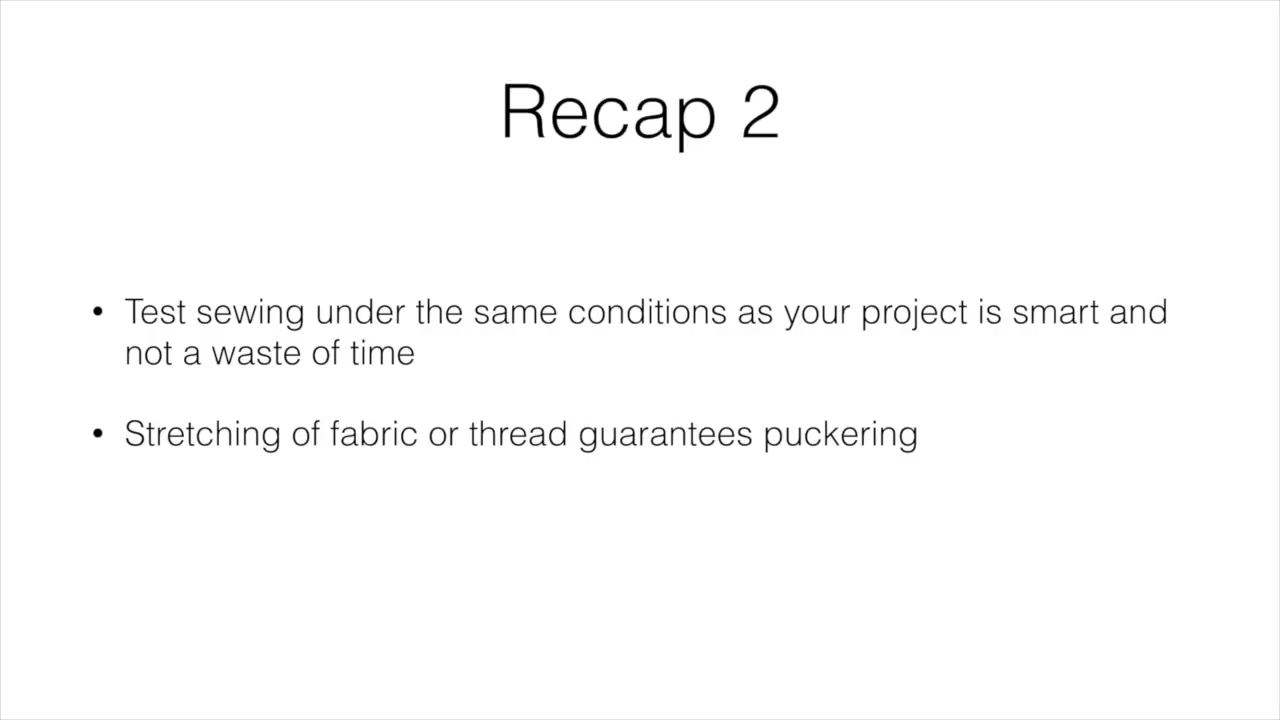 Recap 2
• Test sewing under the same conditions as your project is smart and
not a waste of time
• Stretching of fabric or thread guarantees puckering